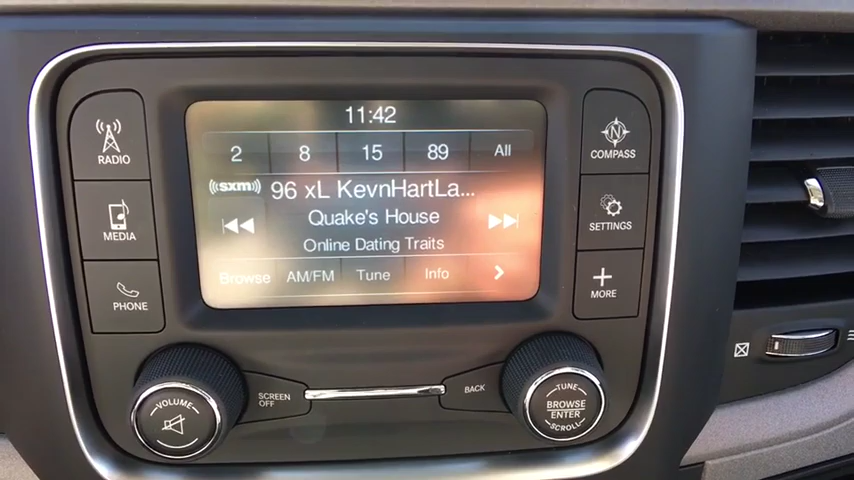 11:42
2 8 15 89 All
((sxm)) 96 xL KevnHartLa...
Quake's House
Online Dating Traits
Browse AM/FM Tune Info
RADIO
MEDIA
PHONE
COMPASS
N
SETTINGS
MORE
VOLUME
SCREEN OFF
BACK
TUNE
BROWSE
ENTER
SCROLL